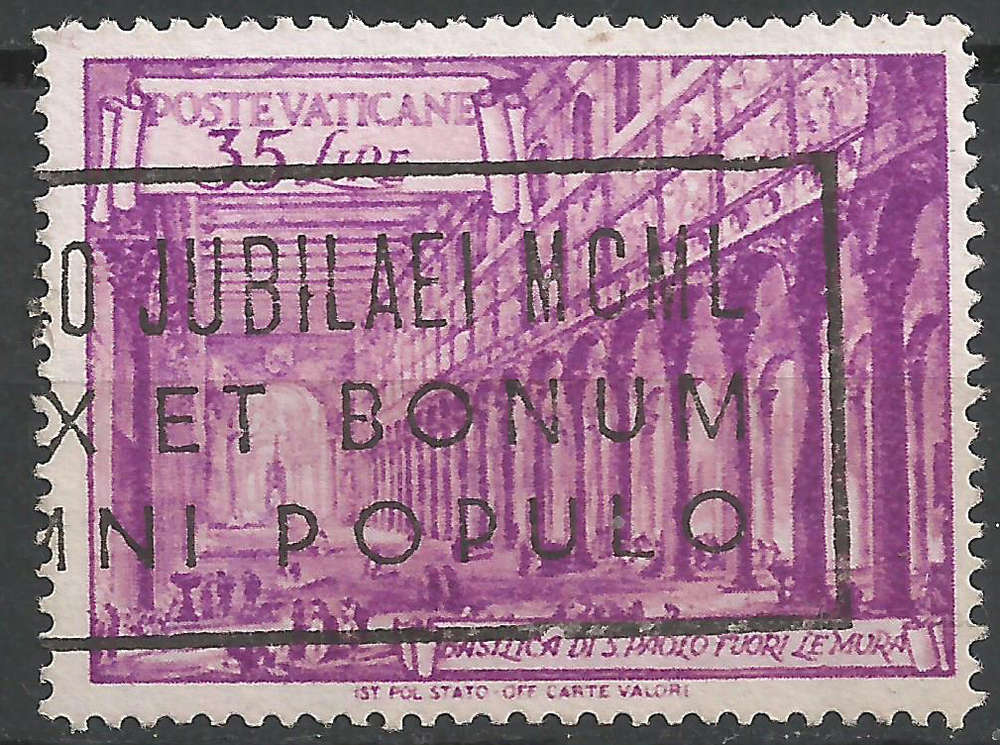 POSTE VATICANE
35 LIRE
O JUBILAEI MCML
X ET BONUM
MNI POPULO
BASILICA DI S. PAOLO FUORI LE MURA
IST. POL. STATO - OFF. CARTE VALORI